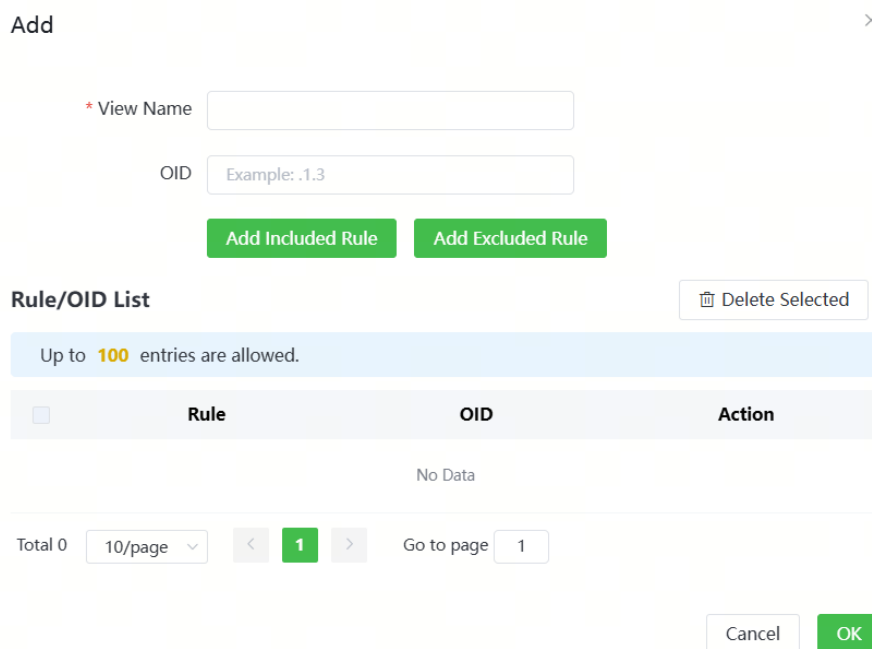 Add
* View Name
OID Example: .1.3
Add Included Rule Add Excluded Rule
Rule/OID List Delete Selected
Up to 100 entries are allowed.
Rule OID Action
No Data
Total 0 10/page 1 Go to page 1
Cancel OK